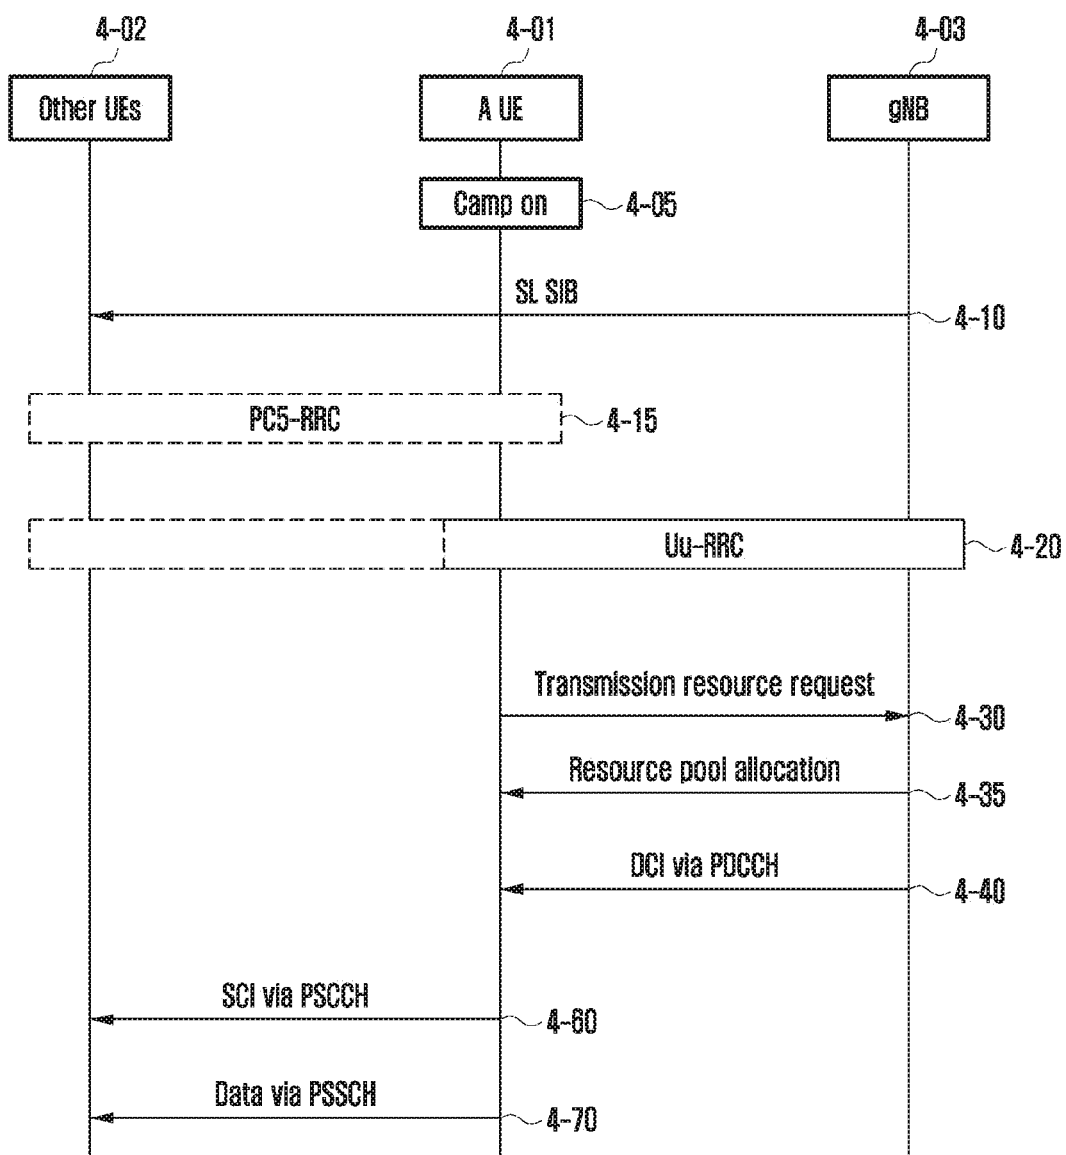 4-02
4-01
4-03
Other UEs
A UE
gNB
Camp on
4-05
SL SIB
4-10
PC5-RRC
4-15
Uu-RRC
4-20
Transmission resource request
4-30
Resource pool allocation
4-35
DCI via PDCCH
4-40
SCI via PSCCH
4-60
Data via PSSCH
4-70